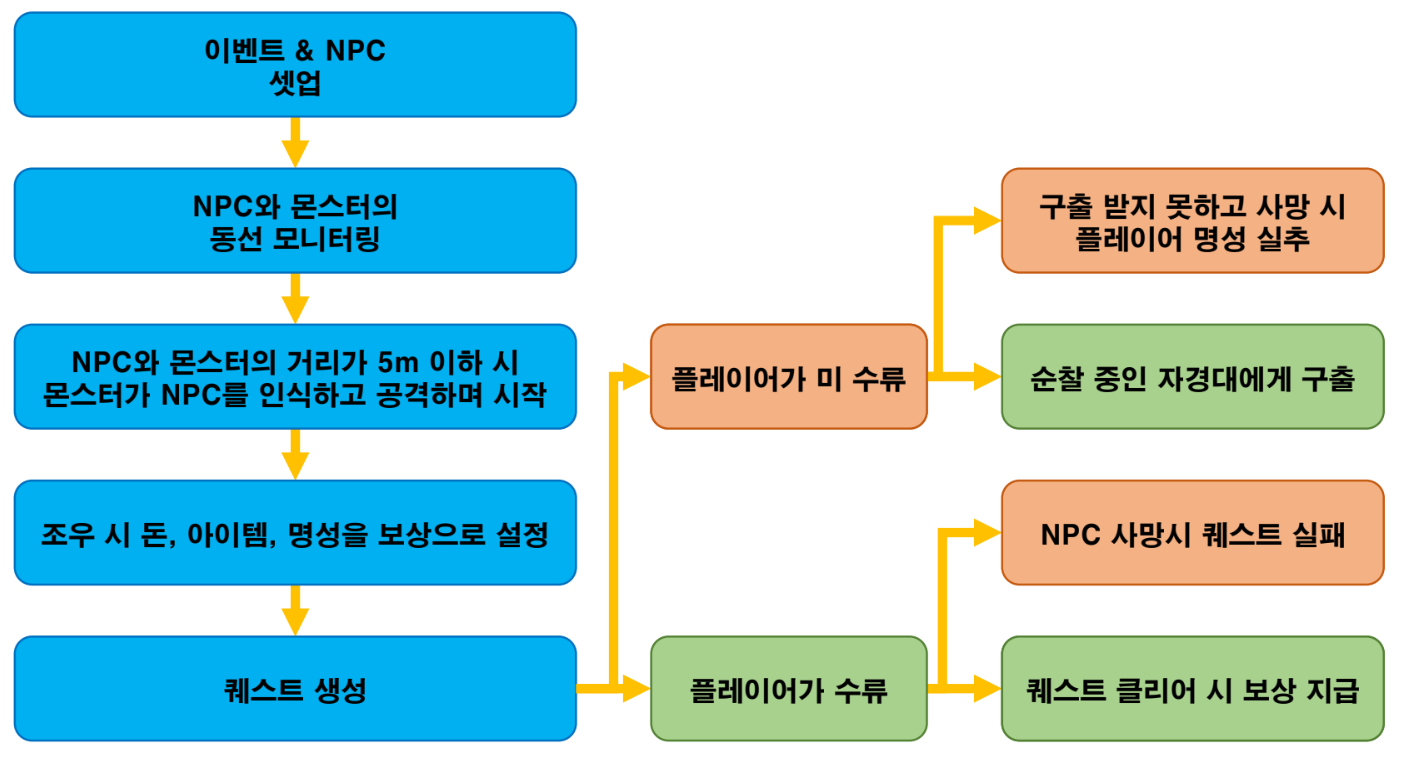 이벤트 & NPC
셋업
NPC와 몬스터의
동선 모니터링
NPC와 몬스터의 거리가 5m 이하 시
몬스터가 NPC를 인식하고 공격하며 시작
조우 시 돈, 아이템, 명성을 보상으로 설정
퀘스트 생성
플레이어가 미 수류
구출 받지 못하고 사망 시
플레이어 명성 실추
순찰 중인 자경대에게 구출
플레이어가 수류
NPC 사망시 퀘스트 실패
퀘스트 클리어 시 보상 지급